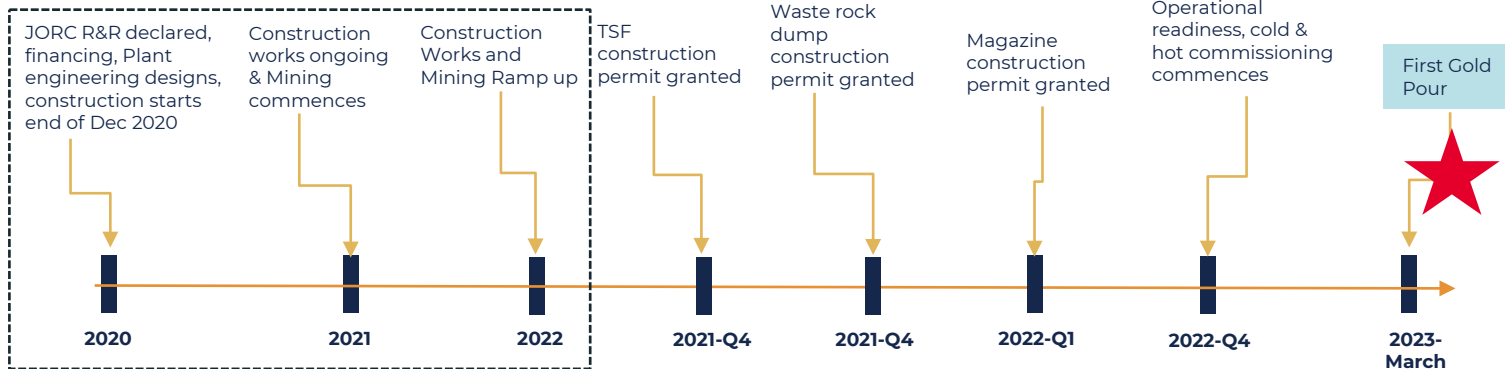 JORC R&R declared,
financing, Plant
engineering designs,
construction starts
end of Dec 2020
Construction
works ongoing
& Mining
commences
Construction
Works and
Mining Ramp up
TSF
construction
permit granted
Waste rock
dump
construction
permit granted
Magazine
construction
permit granted
Operational
readiness, cold &
hot commissioning
commences
First Gold
Pour
2020
2021
2022
2021-Q4
2021-Q4
2022-Q1
2022-Q4
2023-
March